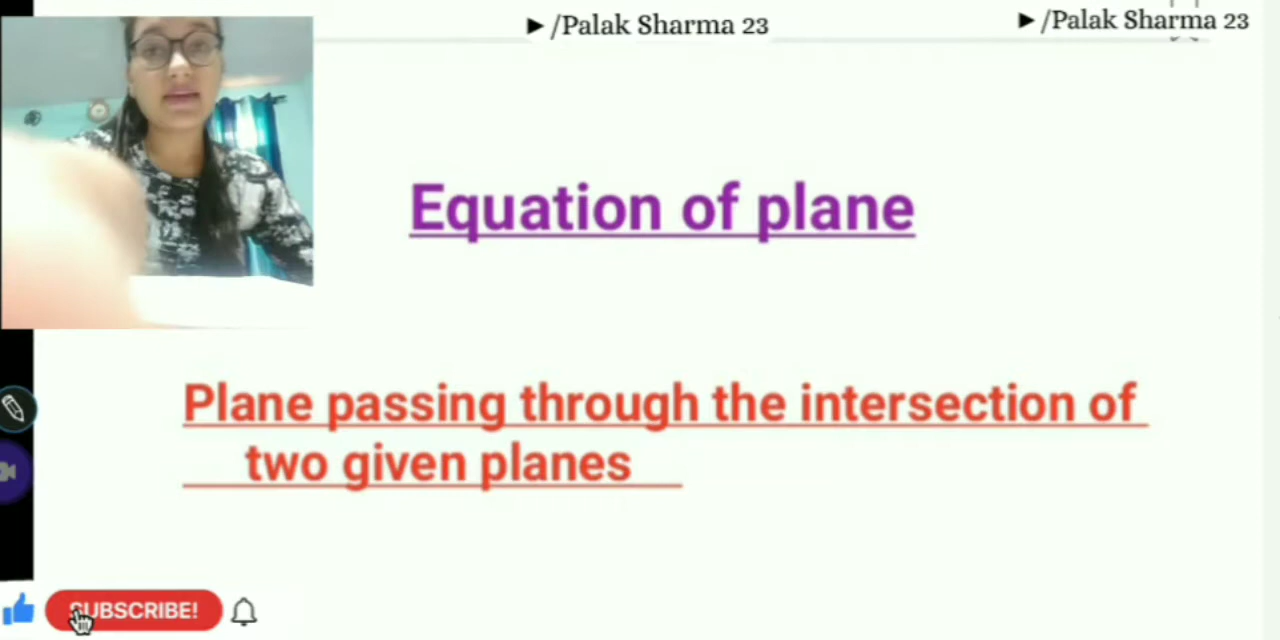 ►/Palak Sharma 23
►/Palak Sharma 23
Equation of plane
Plane passing through the intersection of
two given planes
SUBSCRIBE!